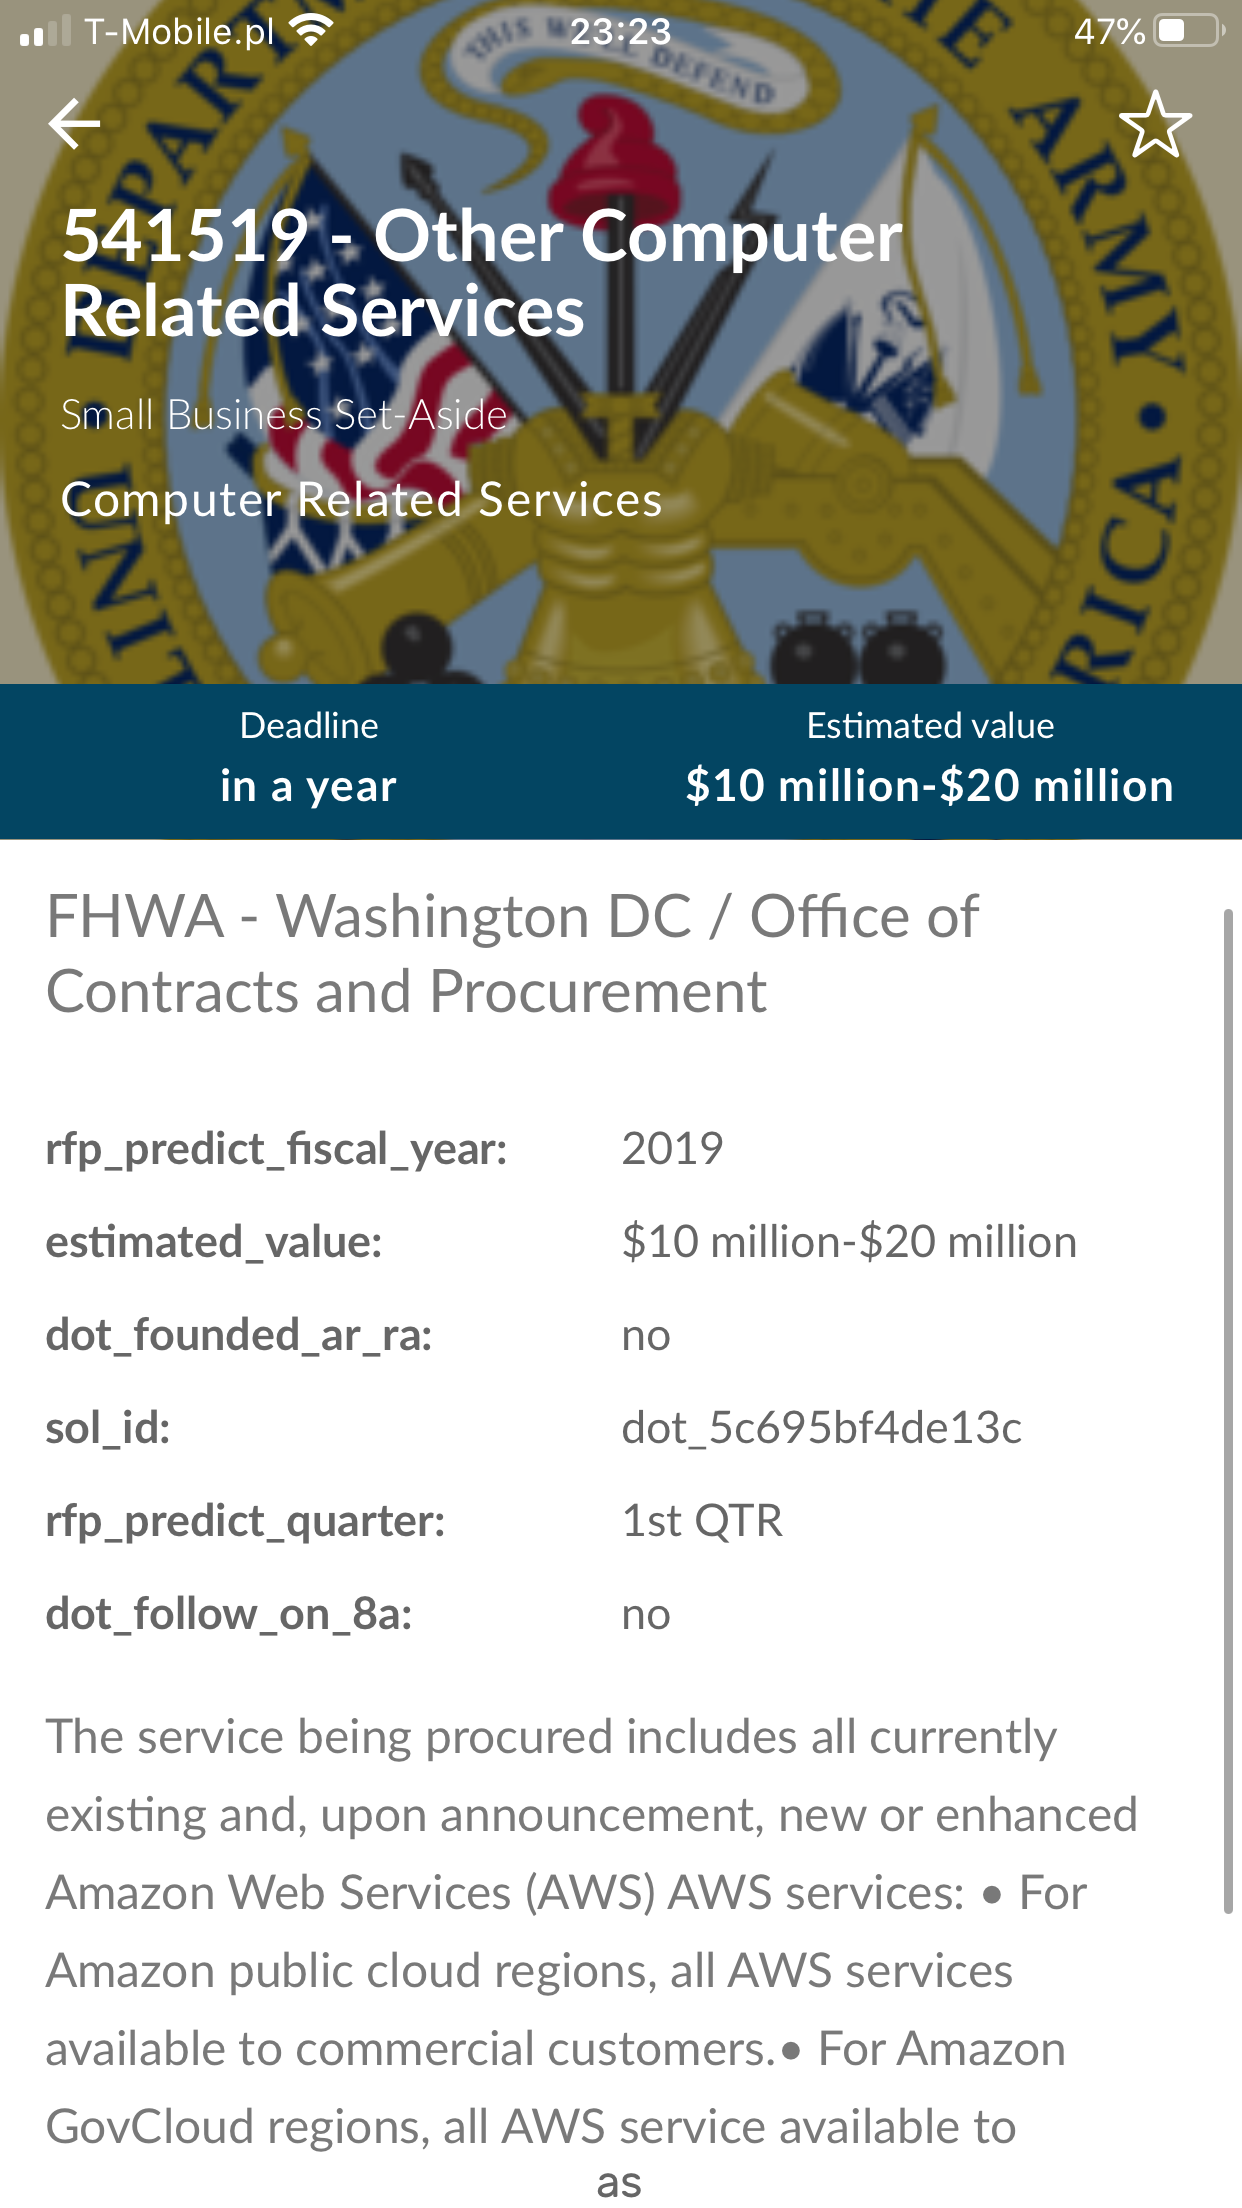 T-Mobile.pl 23:23 47%
THIS WE'LL DEFEND
541519 - Other Computer
Related Services
Small Business Set-Aside
Computer Related Services
Deadline
in a year
Estimated value
$10 million-$20 million
FHWA - Washington DC / Office of
Contracts and Procurement
rfp_predict_fiscal_year: 2019
estimated_value: $10 million-$20 million
dot_founded_ar_ra: no
sol_id: dot_5c695bf4de13c
rfp_predict_quarter: 1st QTR
dot_follow_on_8a: no
The service being procured includes all currently
existing and, upon announcement, new or enhanced
Amazon Web Services (AWS) AWS services: • For
Amazon public cloud regions, all AWS services
available to commercial customers.• For Amazon
GovCloud regions, all AWS service available to
as